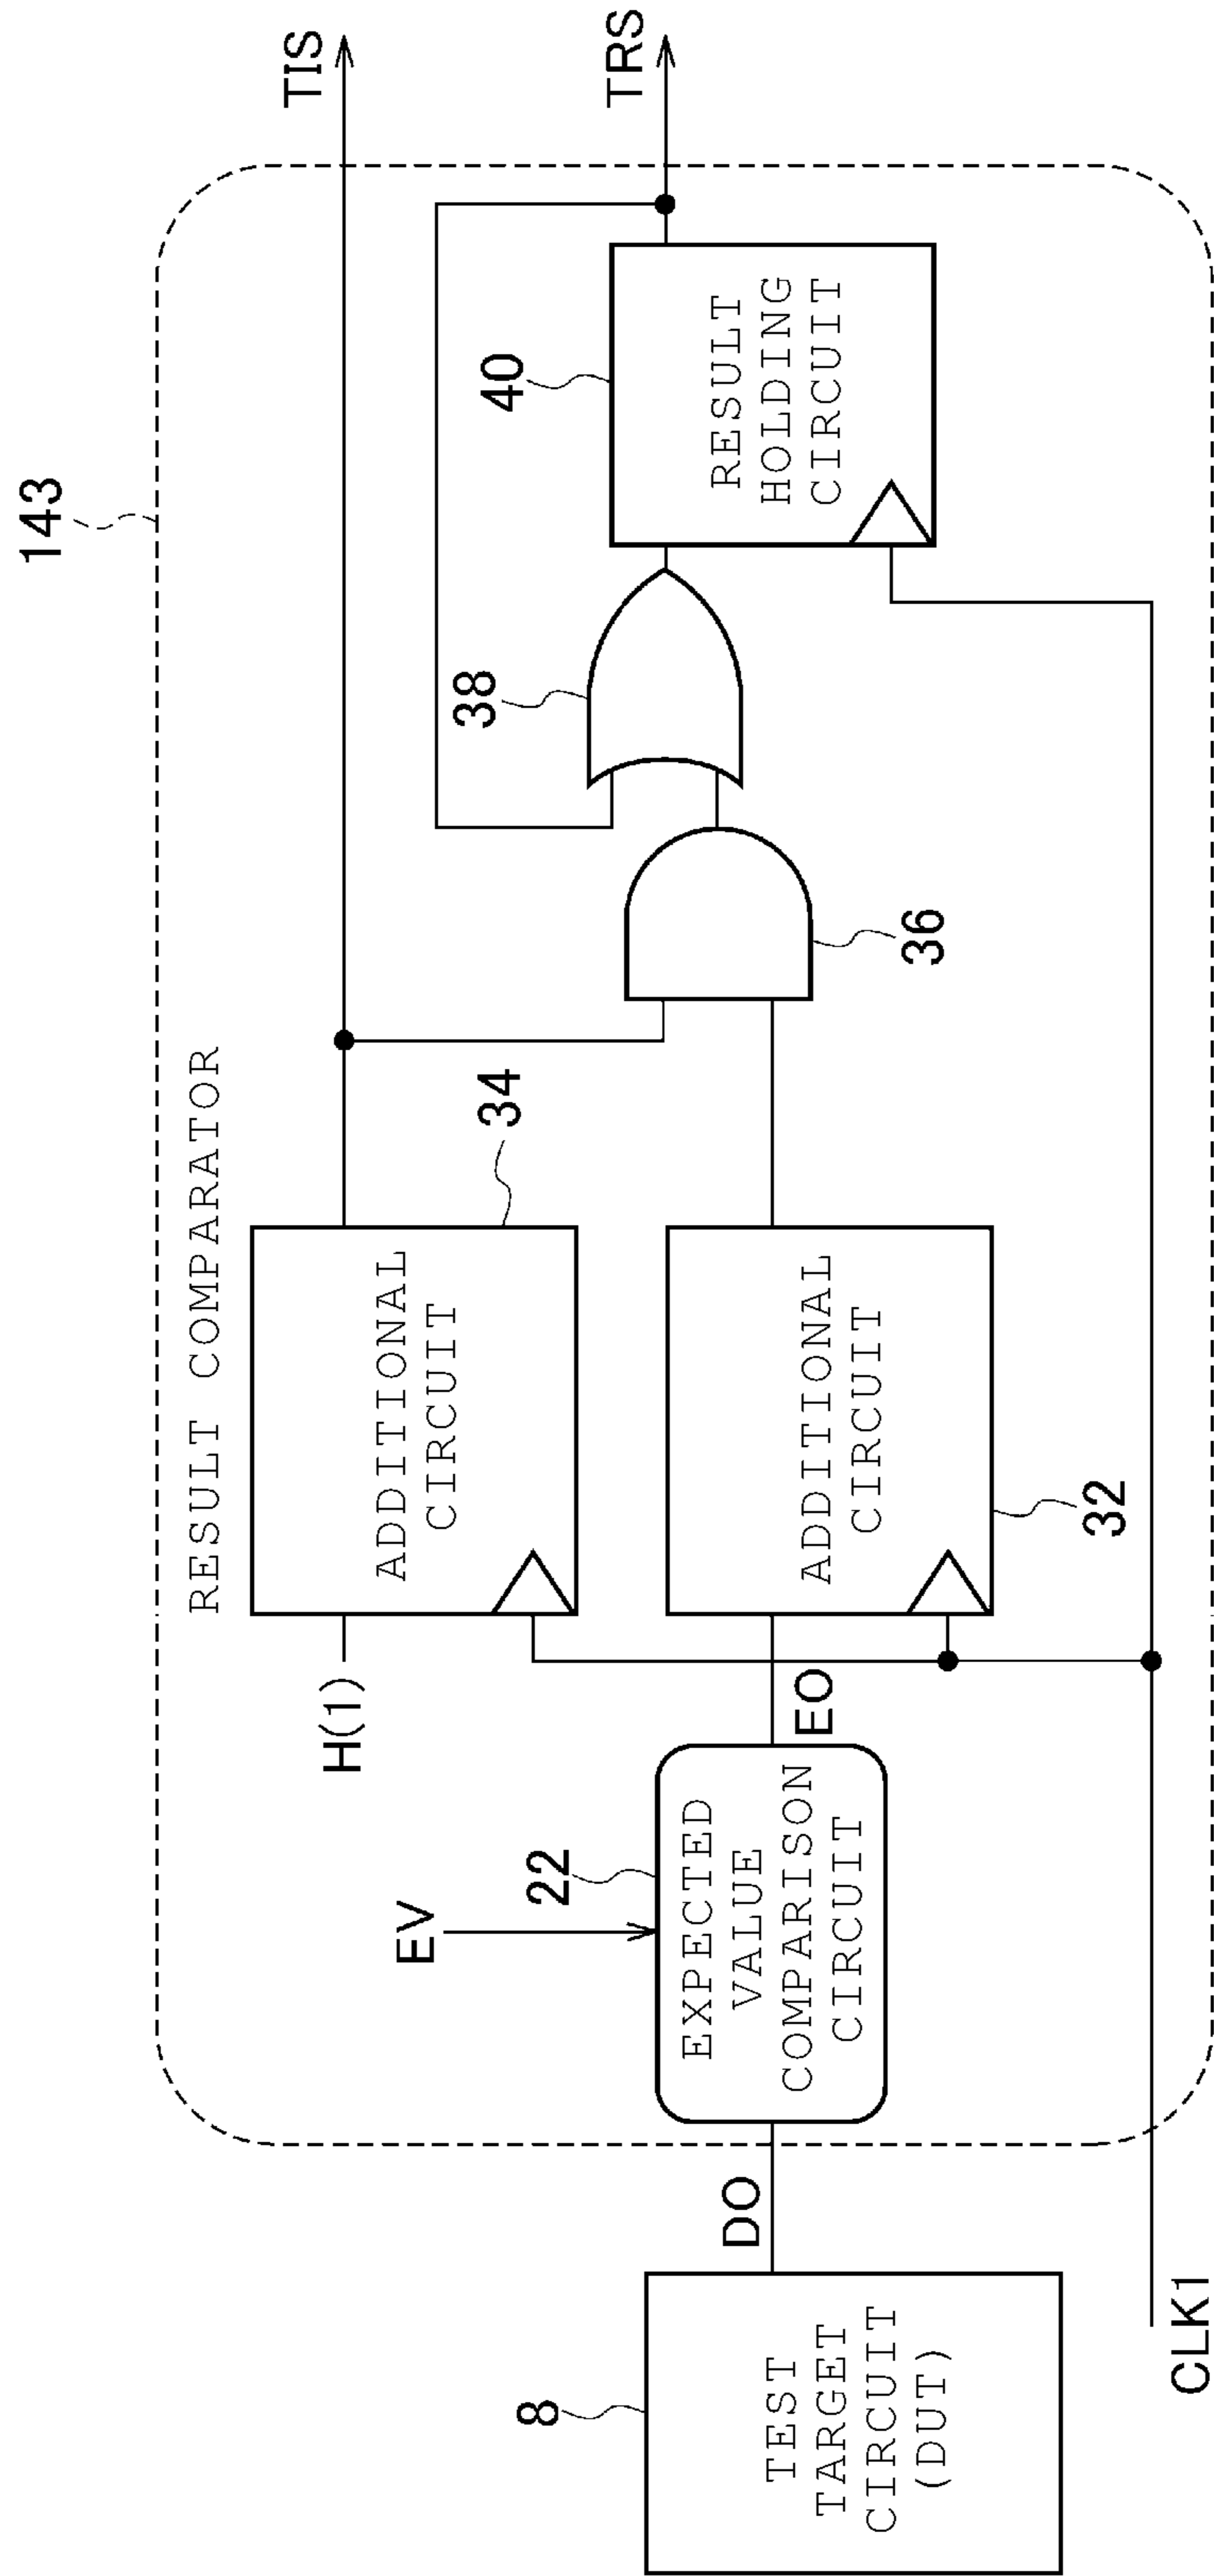 143
RESULT COMPARATOR
TIS
TRS
H(1)
ADDITIONAL
CIRCUIT
34
40
RESULT
HOLDING
CIRCUIT
38
36
EV
22
EXPECTED
VALUE
COMPARISON
CIRCUIT
EO
ADDITIONAL
CIRCUIT
32
8
TEST
TARGET
CIRCUIT
(DUT)
DO
CLK1